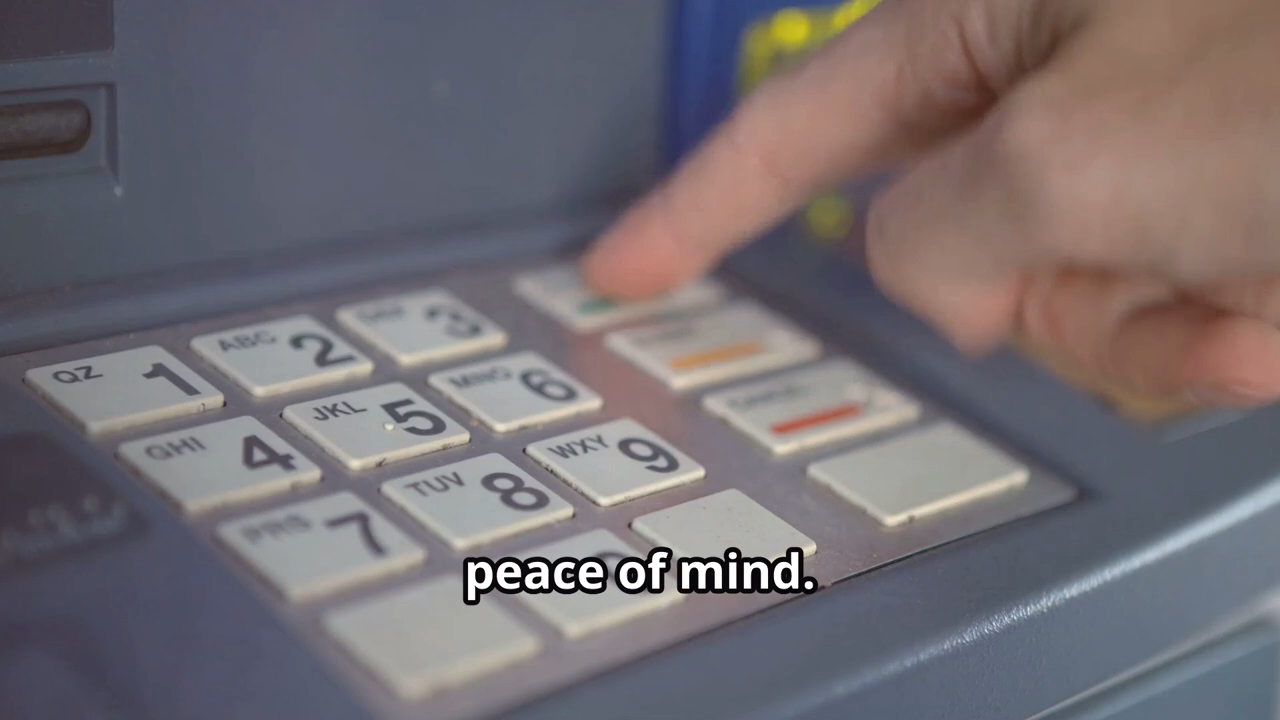 QZ 1
ABC 2
3
GHI 4
JKL 5
MNO 6
PRS 7
TUV 8
WXY 9
peace of mind.